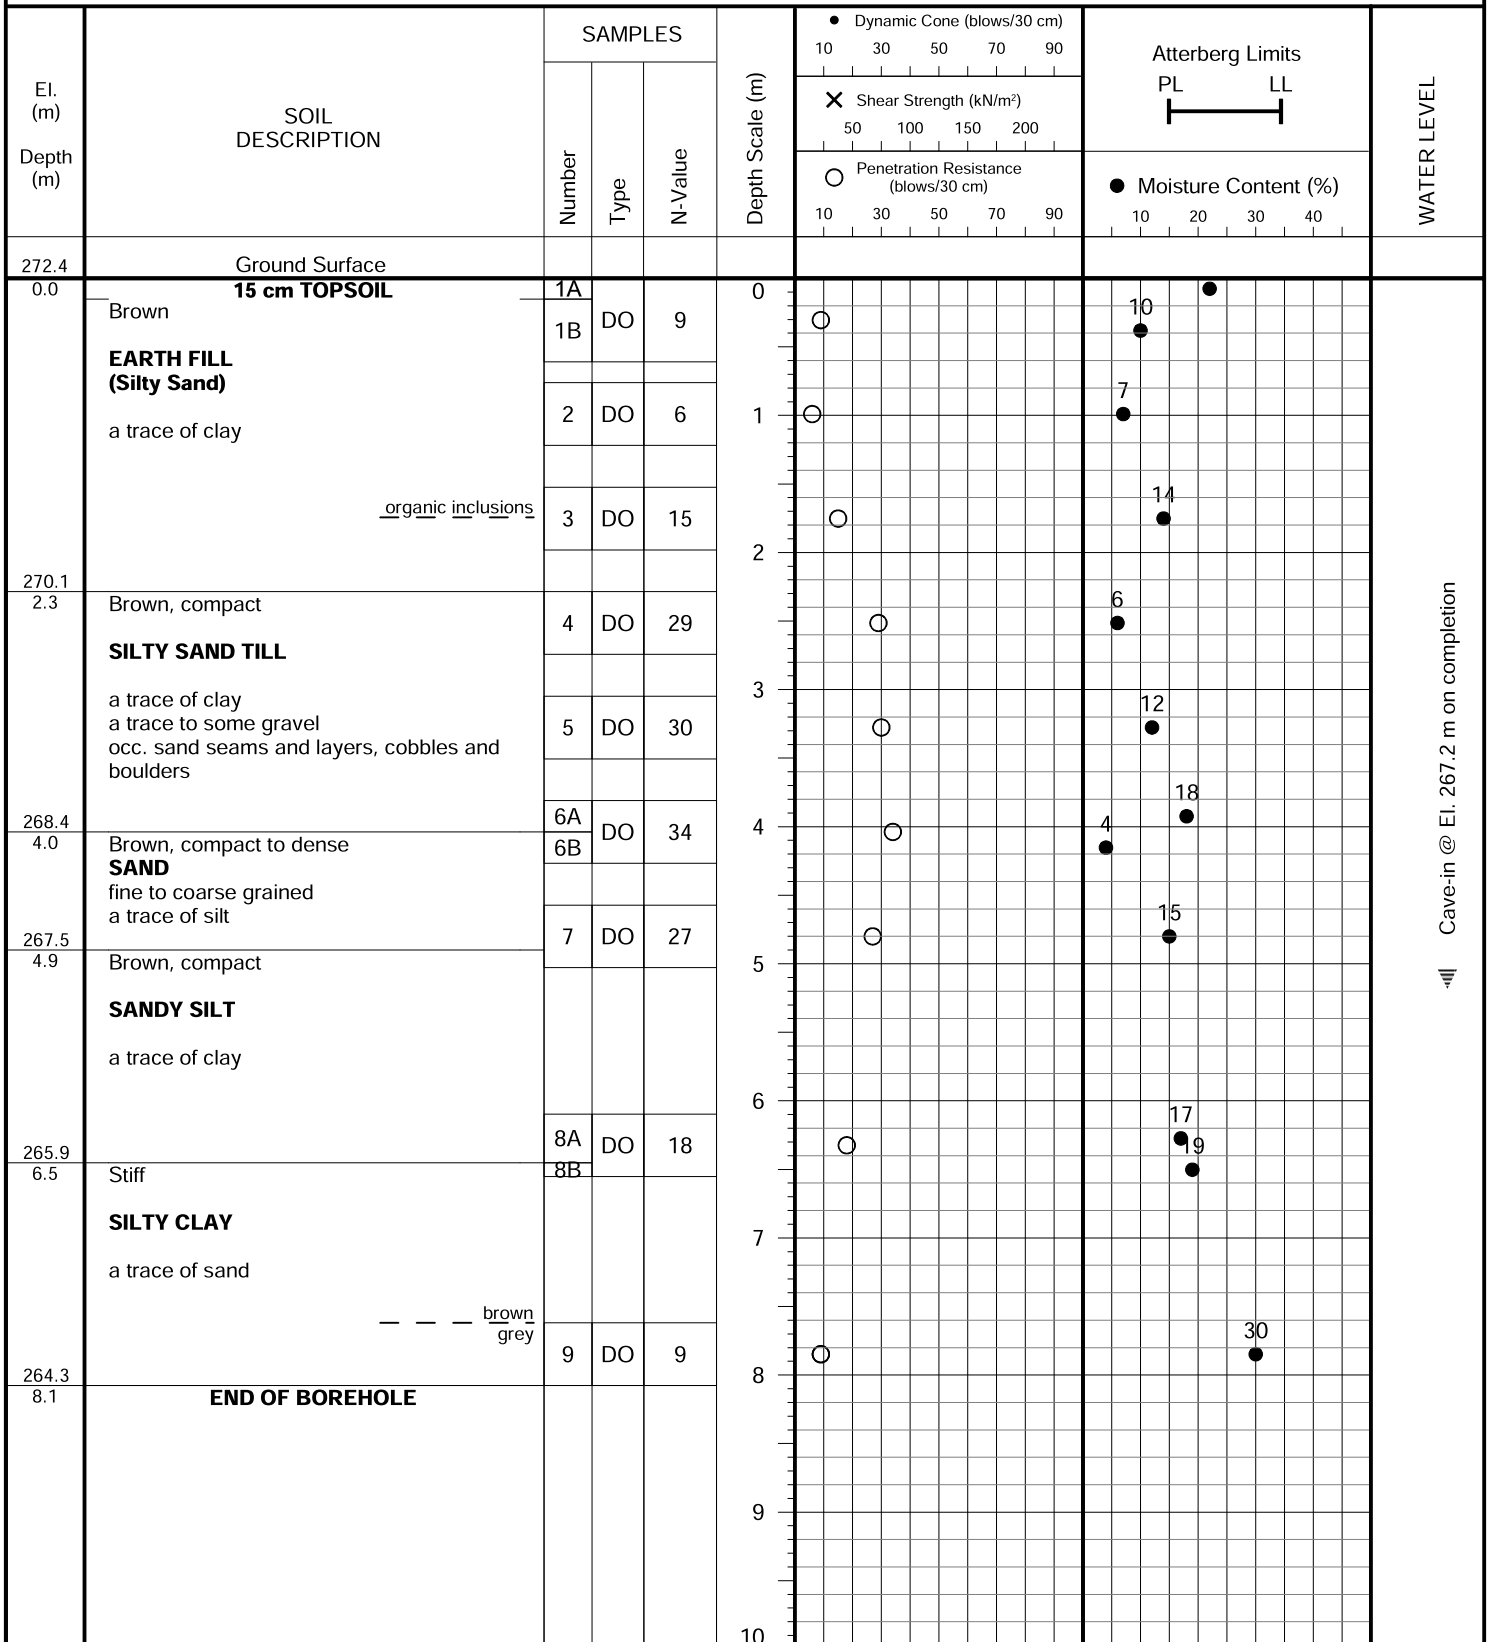 El.
(m)
Depth
(m)
SOIL
DESCRIPTION
SAMPLES
Number
Type
N-Value
Depth Scale (m)
Dynamic Cone (blows/30 cm)
10 30 50 70 90
Shear Strength (kN/m²)
50 100 150 200
Penetration Resistance
(blows/30 cm)
10 30 50 70 90
Atterberg Limits
PL LL
Moisture Content (%)
10 20 30 40
WATER LEVEL
272.4 Ground Surface
0.0 15 cm TOPSOIL 1A 0
Brown 10
1B DO 9
EARTH FILL
(Silty Sand)
7
2 DO 6 1
a trace of clay
14
organic inclusions
3 DO 15
2
270.1
2.3 Brown, compact 6
4 DO 29
SILTY SAND TILL
3
a trace of clay 12
a trace to some gravel
5 DO 30
occ. sand seams and layers, cobbles and
boulders
18
6A
268.4 DO 34 4 4
4.0 Brown, compact to dense 6B
SAND
fine to coarse grained
a trace of silt 15
267.5 7 DO 27
4.9 Brown, compact 5
SANDY SILT
a trace of clay
6
17
8A DO 18 19
265.9
6.5 Stiff 8B
SILTY CLAY
7
a trace of sand
brown
grey 30
9 DO 9
264.3 8
8.1 END OF BOREHOLE
9
10
Cave-in @ El. 267.2 m on completion